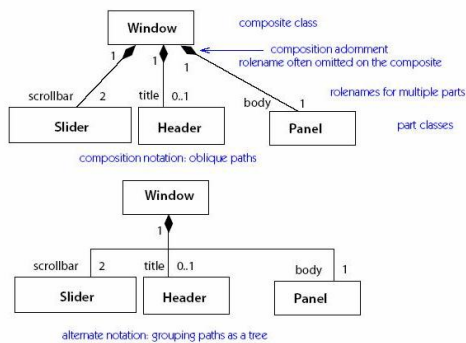 Window
composite class
1
1
1
composition adornment
rolename often omitted on the composite
rolenames for multiple parts
scrollbar
2
title
0..1
body
1
Slider
Header
Panel
part classes
composition notation: oblique paths
Window
1
scrollbar
2
title
0..1
body
1
Slider
Header
Panel
alternate notation: grouping paths as a tree